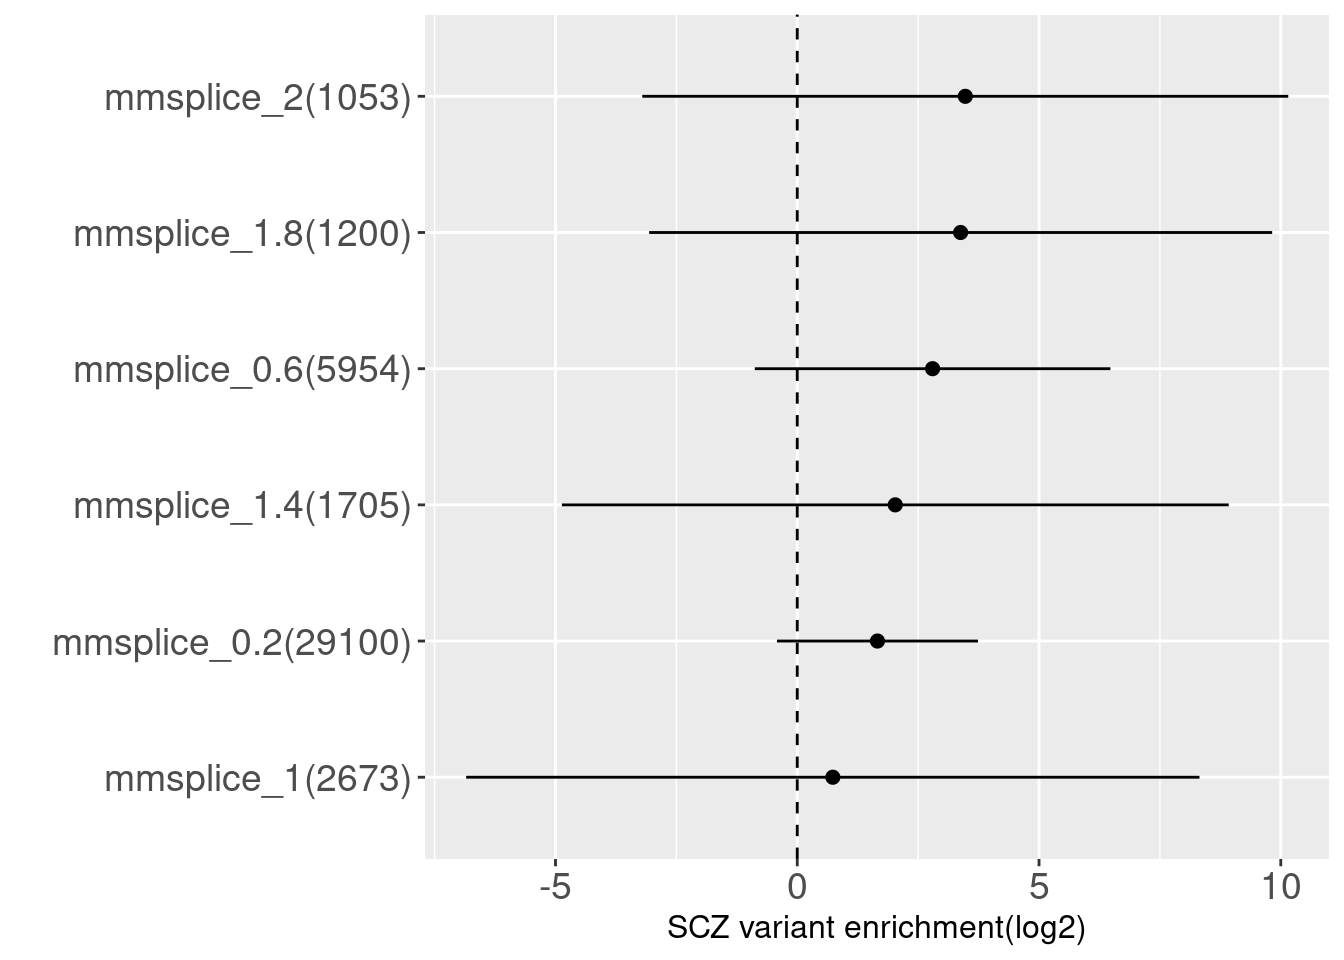 mmsplice_2(1053)
mmsplice_1.8(1200)
mmsplice_0.6(5954)
mmsplice_1.4(1705)
mmsplice_0.2(29100)
mmsplice_1(2673)
-5 0 5 10
SCZ variant enrichment(log2)